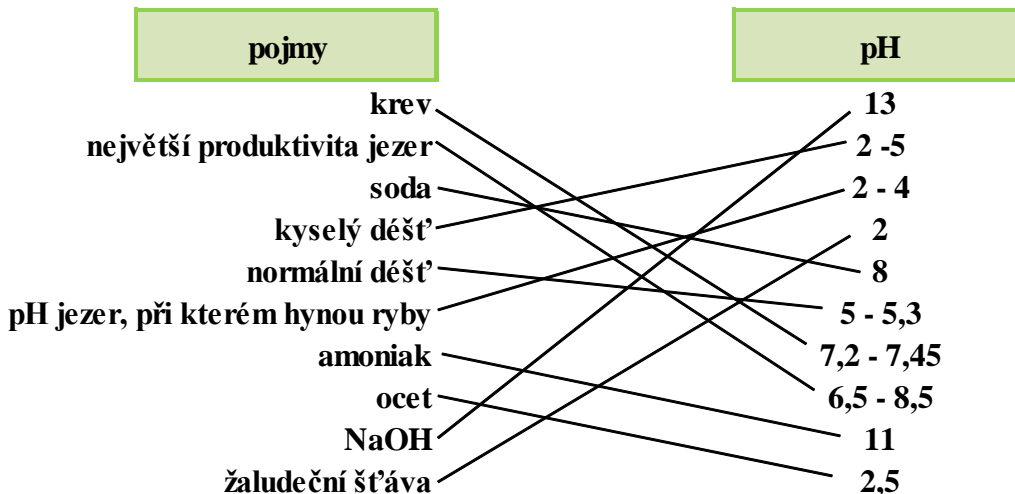 pojmy pH
krev 13
největší produktivita jezer 2 -5
soda 2 - 4
kyselý déšť 2
normální déšť 8
pH jezer, při kterém hynou ryby 5 - 5,3
amoniak 7,2 - 7,45
ocet 6,5 - 8,5
NaOH 11
žaludeční šťáva 2,5